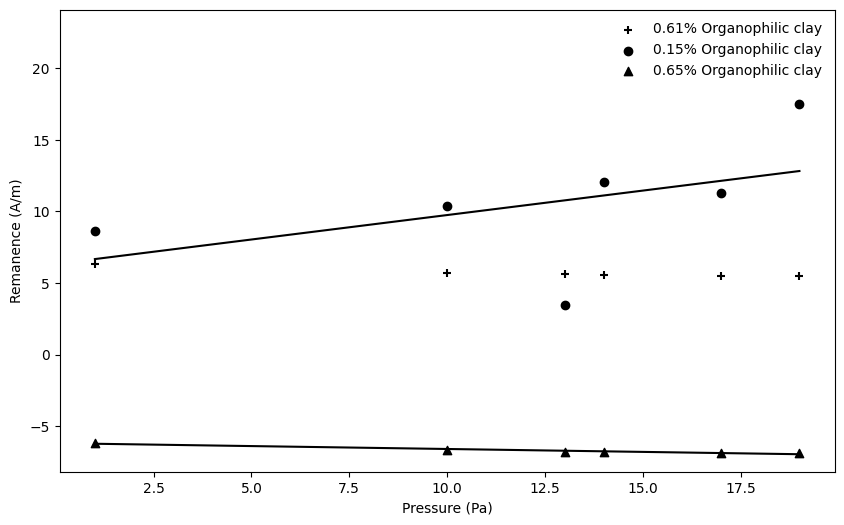 0.61% Organophilic clay
0.15% Organophilic clay
0.65% Organophilic clay
20
15
10
5
0
−5
Remanence (A/m)
2.5 5.0 7.5 10.0 12.5 15.0 17.5
Pressure (Pa)